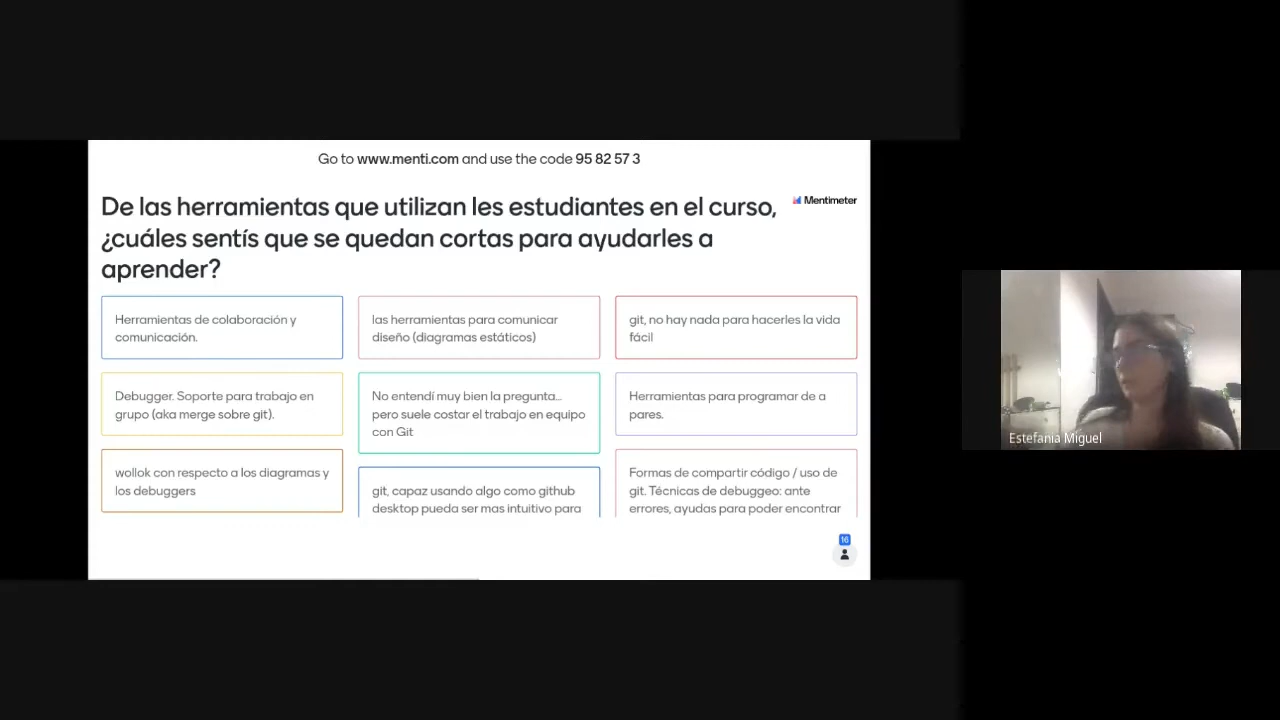 Go to www.menti.com and use the code 95 82 57 3
De las herramientas que utilizan les estudiantes en el curso,
¿cuáles sentís que se quedan cortas para ayudarles a
aprender?
Mentimeter
Herramientas de colaboración y
comunicación.
las herramientas para comunicar
diseño (diagramas estáticos)
git, no hay nada para hacerles la vida
fácil
Debugger. Soporte para trabajo en
grupo (aka merge sobre git).
No entendí muy bien la pregunta...
pero suele costar el trabajo en equipo
con Git
Herramientas para programar de a
pares.
wollok con respecto a los diagramas y
los debuggers
git, capaz usando algo como github
desktop pueda ser mas intuitivo para
Formas de compartir código / uso de
git. Técnicas de debuggeo: ante
errores, ayudas para poder encontrar
16
Estefania Miguel